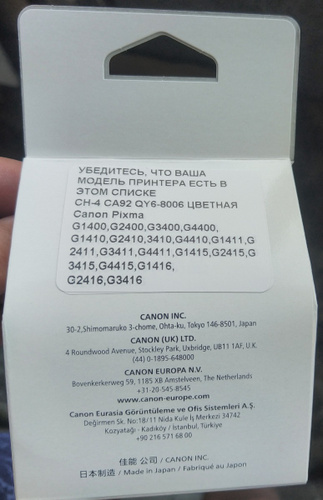 УБЕДИТЕСЬ, ЧТО ВАША
МОДЕЛЬ ПРИНТЕРА ЕСТЬ В
ЭТОМ СПИСКЕ
CH-4 CA92 QY6-8006 ЦВЕТНАЯ
Canon Pixma
G1400,G2400,G3400,G4400,
G1410,G2410,3410,G4410,G1411,G
2411,G3411,G4411,G1415,G2415,G
3415,G4415,G1416,
G2416,G3416
CANON INC.
30-2,Shimomaruko 3-chome, Ohta-ku, Tokyo 146-8501, Japan
CANON (UK) LTD.
4 Roundwood Avenue, Stockley Park, Uxbridge, UB11 1AF, U.K.
(44) 0-1895-648000
CANON EUROPA N.V.
Bovenkerkerweg 59, 1185 XB Amstelveen, The Netherlands
+31-20-545-8545
www.canon-europe.com
Canon Eurasia Görüntüleme ve Ofis Sistemleri A.Ş.
Değirmen Sk. No:18/11 Nida Kule İş Merkezi 34742
Kozyatağı - Kadıköy / İstanbul, Türkiye
+90 216 571 68 00
佳能 公司 / CANON INC.
日本制造 / Made in Japan / Fabriqué au Japon